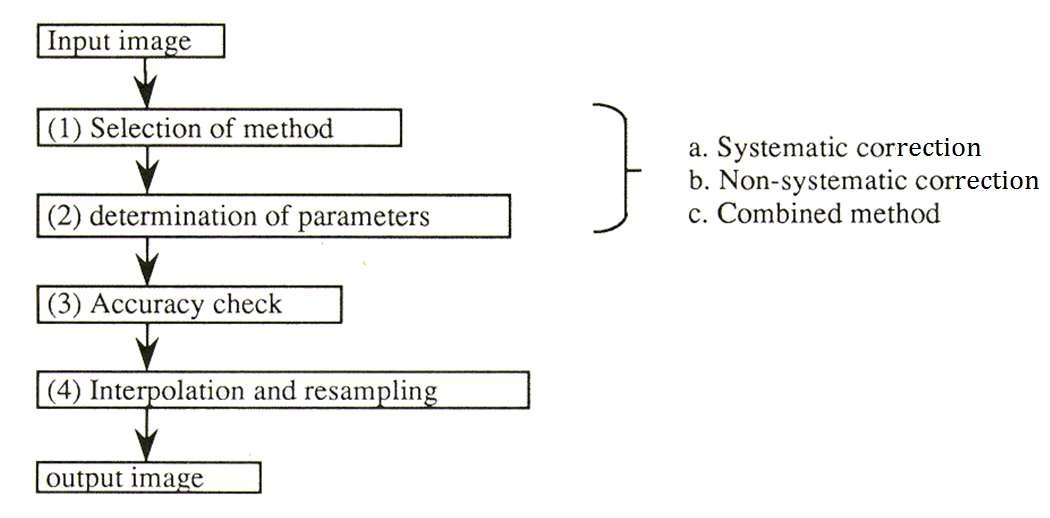 Input image
(1) Selection of method
(2) determination of parameters
(3) Accuracy check
(4) Interpolation and resampling
output image
a. Systematic correction
b. Non-systematic correction
c. Combined method